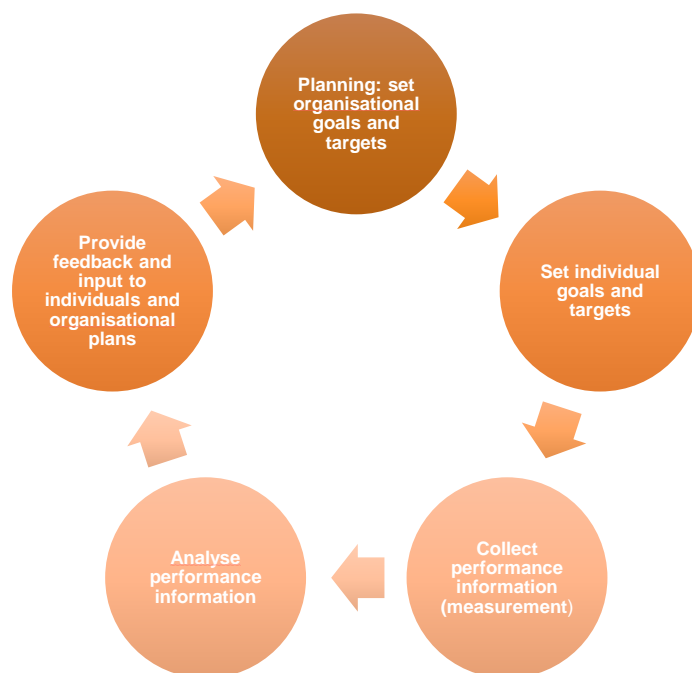 Planning: set
organisational
goals and
targets
Set individual
goals and
targets
Collect
performance
information
(measurement)
Analyse
performance
information
Provide
feedback and
input to
individuals and
organisational
plans